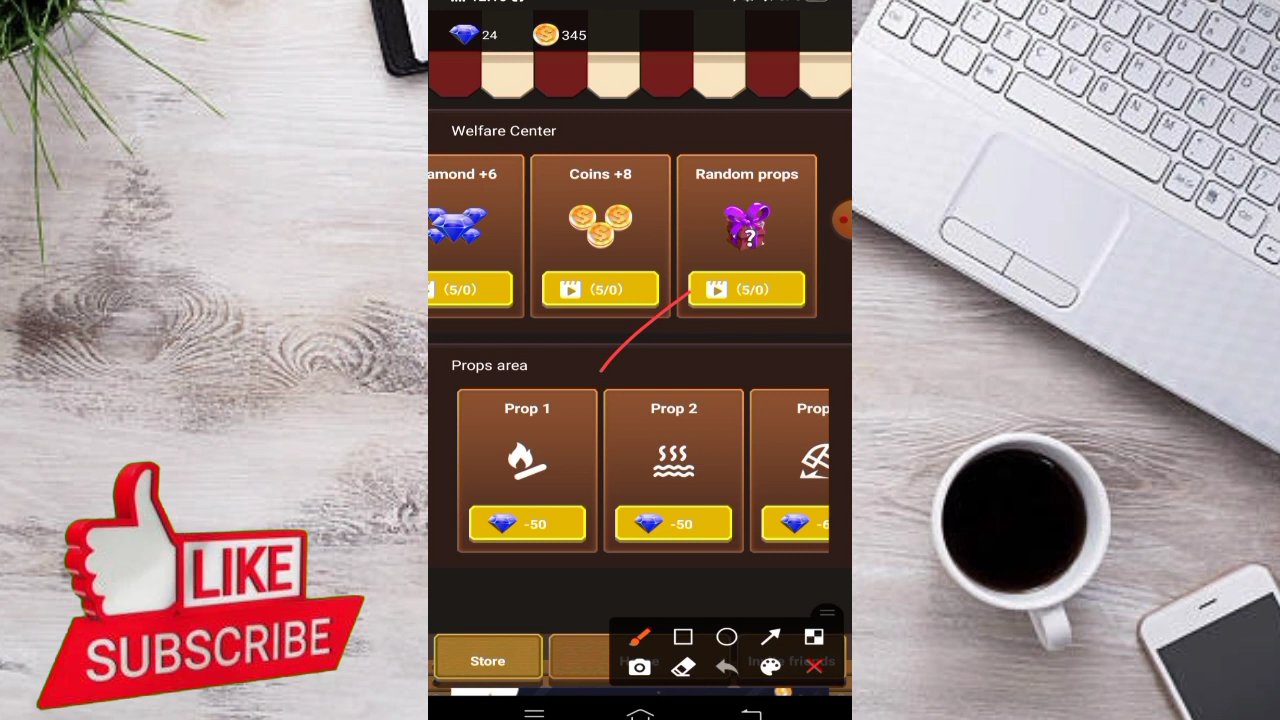 24 345
Welfare Center
amond +6 Coins +8 Random props
(5/0) (5/0) (5/0)
Props area
Prop 1 Prop 2 Prop
-50 -50 -6
Store
LIKE
SUBSCRIBE